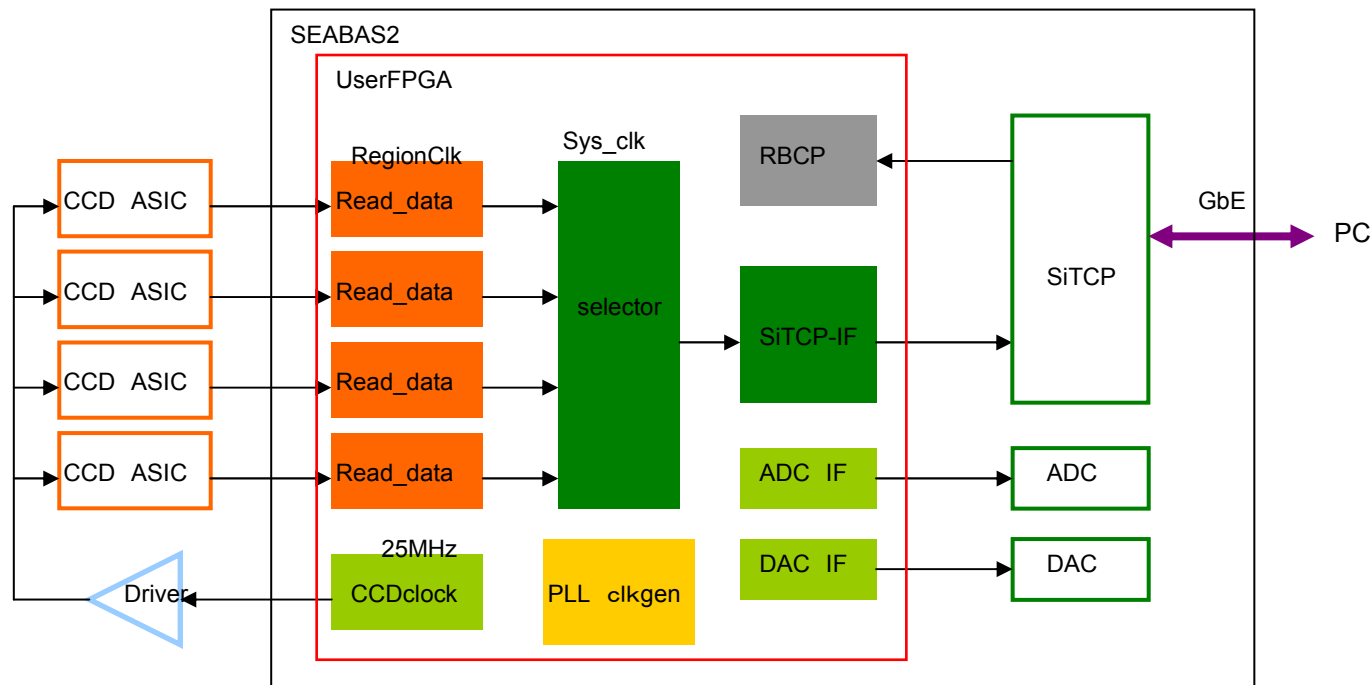 SEABAS2
UserFPGA
RegionClk
Sys_clk
RBCP
CCD ASIC
Read_data
GbE
PC
CCD ASIC
Read_data
selector
SiTCP
CCD ASIC
Read_data
SiTCP-IF
CCD ASIC
Read_data
ADC IF
ADC
25MHz
CCDclock
PLL clkgen
DAC IF
DAC
Driver